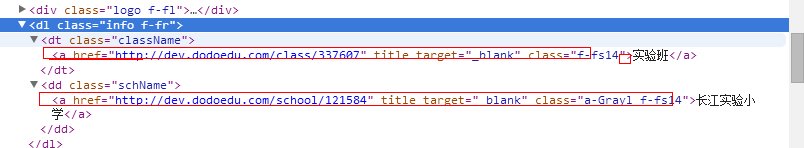 <div class="logo f-fl">…</div>
<dl class="info f-fr">
<dt class="className">
<a href="http://dev.dodoedu.com/class/337607" title target="_blank" class="f-fs14">实验班</a>
</dt>
<dd class="schName">
<a href="http://dev.dodoedu.com/school/121584" title target="_blank" class="a-Grayl f-fs14">长江实验小
学</a>
</dd>
</dl>